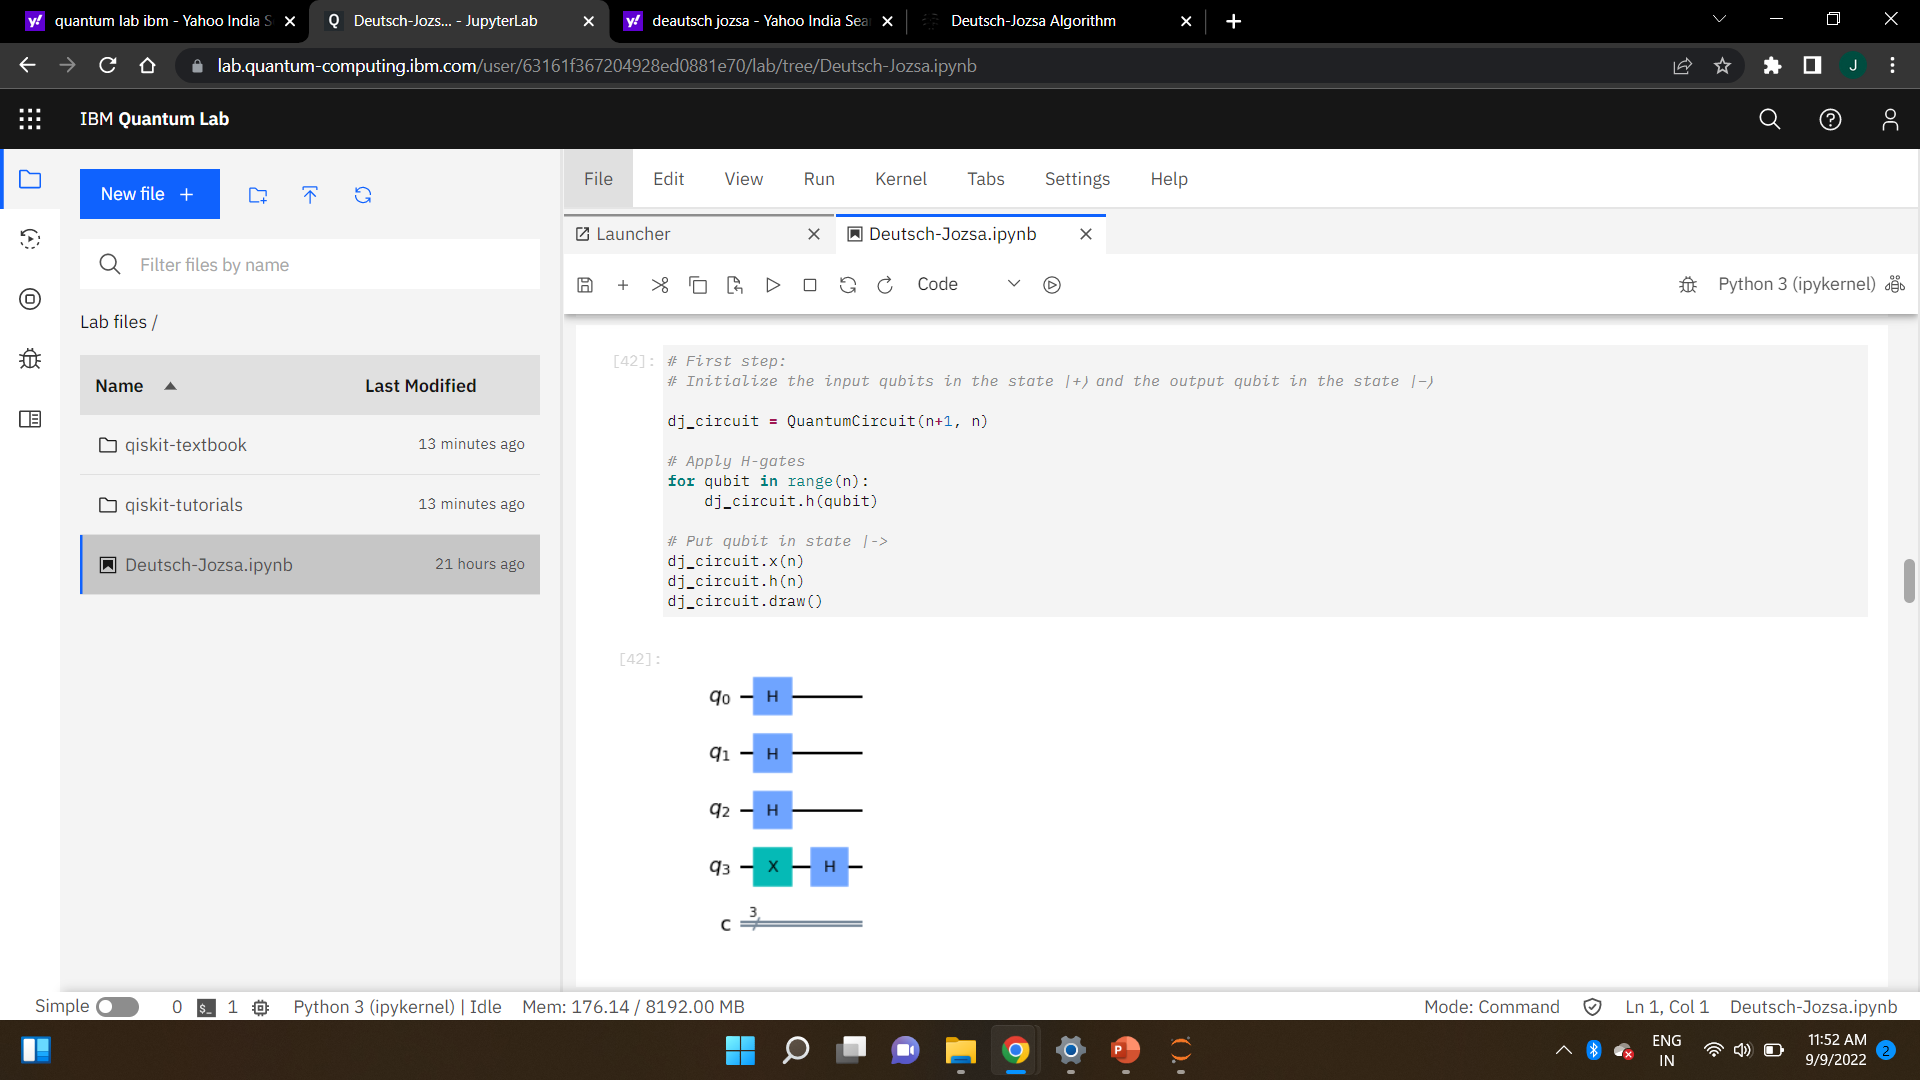 quantum lab ibm - Yahoo India S
Deutsch-Jozs... - JupyterLab
deautsch jozsa - Yahoo India Sea
Deutsch-Jozsa Algorithm
lab.quantum-computing.ibm.com/user/63161f367204928ed0881e70/lab/tree/Deutsch-Jozsa.ipynb
J
IBM Quantum Lab
New file +
Filter files by name
Lab files /
Name Last Modified
qiskit-textbook 13 minutes ago
qiskit-tutorials 13 minutes ago
Deutsch-Jozsa.ipynb 21 hours ago
File Edit View Run Kernel Tabs Settings Help
Launcher
Deutsch-Jozsa.ipynb
Code
Python 3 (ipykernel)
[42]:
# First step:
# Initialize the input qubits in the state |+⟩ and the output qubit in the state |−⟩
dj_circuit = QuantumCircuit(n+1, n)
# Apply H-gates
for qubit in range(n):
    dj_circuit.h(qubit)
# Put qubit in state |->
dj_circuit.x(n)
dj_circuit.h(n)
dj_circuit.draw()
[42]:
q0 H
q1 H
q2 H
q3 X H
3
c
Simple 0 $_ 1 Python 3 (ipykernel) | Idle Mem: 176.14 / 8192.00 MB
Mode: Command Ln 1, Col 1 Deutsch-Jozsa.ipynb
ENG
IN
11:52 AM
9/9/2022
2